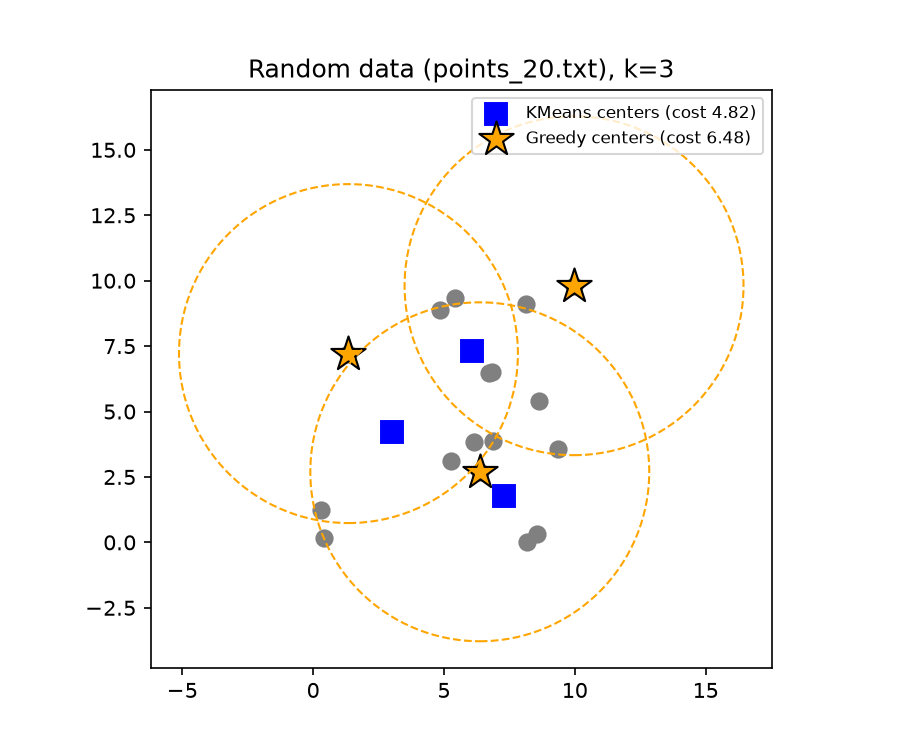 Random data (points_20.txt), k=3
KMeans centers (cost 4.82)
Greedy centers (cost 6.48)
15.0
12.5
10.0
7.5
5.0
2.5
0.0
−2.5
−5 0 5 10 15